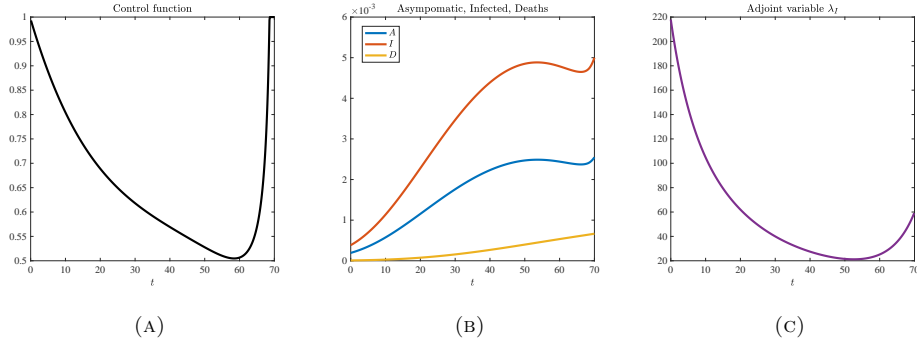 Control function
1
0.95
0.9
0.85
0.8
0.75
0.7
0.65
0.6
0.55
0.5
0 10 20 30 40 50 60 70
t
(A)
Asympomatic, Infected, Deaths
×10⁻³
6
5
4
3
2
1
0
A
I
D
0 10 20 30 40 50 60 70
t
(B)
Adjoint variable λ_I
220
200
180
160
140
120
100
80
60
40
20
0 10 20 30 40 50 60 70
t
(C)